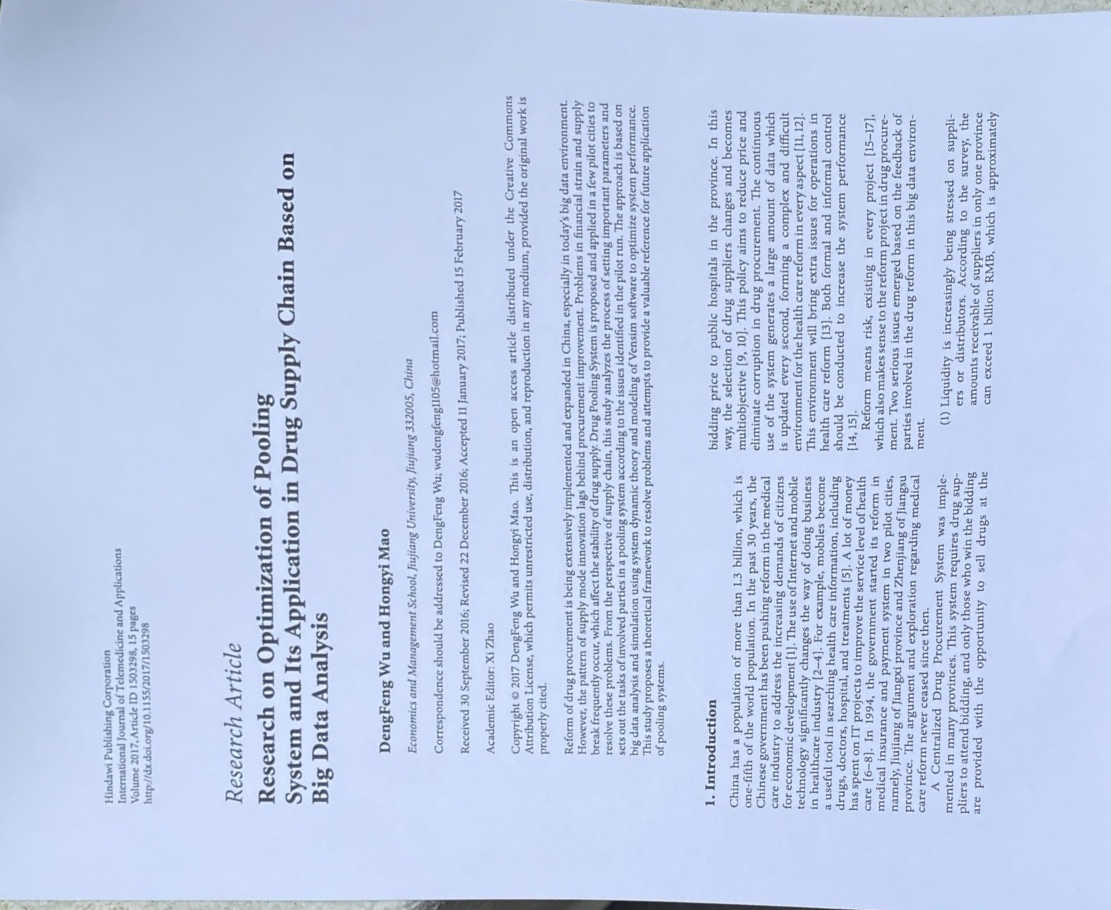 Hindawi Publishing Corporation
International Journal of Telemedicine and Applications
Volume 2017, Article ID 1503298, 15 pages
http://dx.doi.org/10.1155/2017/1503298
Research Article
Research on Optimization of Pooling
System and Its Application in Drug Supply Chain Based on
Big Data Analysis
DengFeng Wu and Hongyi Mao
Economics and Management School, Jiujiang University, Jiujiang 332005, China
Correspondence should be addressed to DengFeng Wu; wudengfeng1105@hotmail.com
Received 30 September 2016; Revised 22 December 2016; Accepted 11 January 2017; Published 15 February 2017
Academic Editor: Xi Zhao
Copyright © 2017 DengFeng Wu and Hongyi Mao. This is an open access article distributed under the Creative Commons
Attribution License, which permits unrestricted use, distribution, and reproduction in any medium, provided the original work is
properly cited.
Reform of drug procurement is being extensively implemented and expanded in China, especially in today's big data environment.
However, the pattern of supply mode innovation lags behind procurement improvement. Problems in financial strain and supply
break frequently occur, which affect the stability of drug supply. Drug Pooling System is proposed and applied in a few pilot cities to
resolve these problems. From the perspective of supply chain, this study analyzes the process of setting important parameters and
sets out the tasks of involved parties in a pooling system according to the issues identified in the pilot run. The approach is based on
big data analysis and simulation using system dynamic theory and modeling of Vensim software to optimize system performance.
This study proposes a theoretical framework to resolve problems and attempts to provide a valuable reference for future application
of pooling systems.
1. Introduction
China has a population of more than 1.3 billion, which is
one-fifth of the world population. In the past 30 years, the
Chinese government has been pushing reform in the medical
care industry to address the increasing demands of citizens
for economic development [1]. The use of Internet and mobile
technology significantly changes the way of doing business
in healthcare industry [2–4]. For example, mobiles become
a useful tool in searching health care information, including
drugs, doctors, hospital, and treatments [5]. A lot of money
has spent on IT projects to improve the service level of health
care [6–8]. In 1994, the government started its reform in
medical insurance and payment system in two pilot cities,
namely, Jiujiang of Jiangxi province and Zhenjiang of Jiangsu
province. The argument and exploration regarding medical
care reform never ceased since then.
A Centralized Drug Procurement System was imple-
mented in many provinces. This system requires drug sup-
pliers to attend bidding, and only those who win the bidding
are provided with the opportunity to sell drugs at the
bidding price to public hospitals in the province. In this
way, the selection of drug suppliers changes and becomes
multiobjective [9, 10]. This policy aims to reduce price and
eliminate corruption in drug procurement. The continuous
use of the system generates a large amount of data which
is updated every second, forming a complex and difficult
environment for the health care reform in every aspect [11, 12].
This environment will bring extra issues for operations in
health care reform [13]. Both formal and informal control
should be conducted to increase the system performance
[14, 15].
Reform means risk, existing in every project [15–17],
which also makes sense to the reform project in drug procure-
ment. Two serious issues emerged based on the feedback of
parties involved in the drug reform in this big data environ-
ment.
(1) Liquidity is increasingly being stressed on suppli-
ers or distributors. According to the survey, the
amounts receivable of suppliers in only one province
can exceed 1 billion RMB, which is approximately